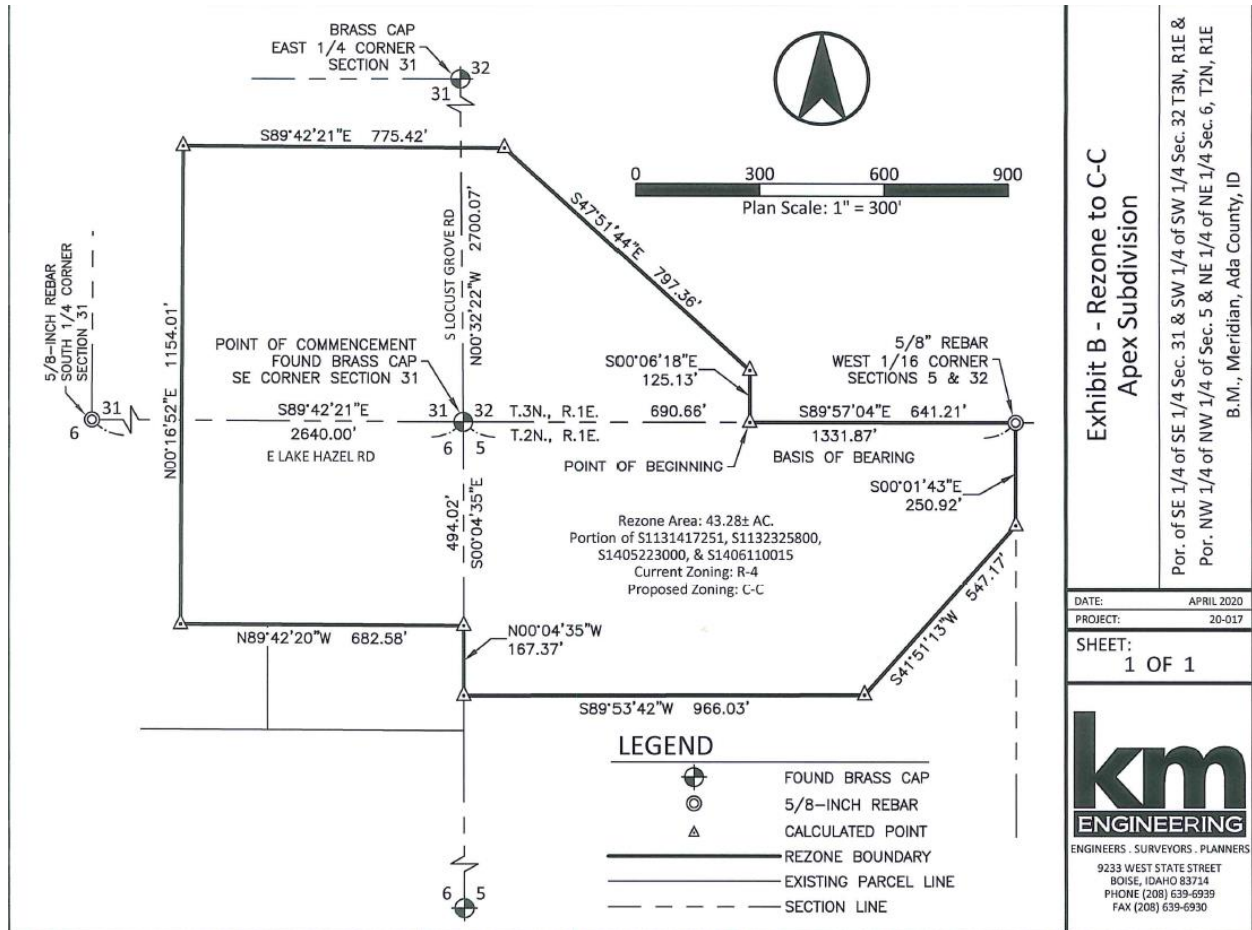 BRASS CAP
EAST 1/4 CORNER
SECTION 31
32
31
S89°42'21"E 775.42'
0 300 600 900
Plan Scale: 1" = 300'
S47°51'44"E 797.36'
S LOCUST GROVE RD
N00°32'22"W 2700.07'
5/8-INCH REBAR
SOUTH 1/4 CORNER
SECTION 31
N00°16'52"E 1154.01'
POINT OF COMMENCEMENT
FOUND BRASS CAP
SE CORNER SECTION 31
5/8" REBAR
WEST 1/16 CORNER
SECTIONS 5 & 32
S00°06'18"E
125.13'
31
6
S89°42'21"E
2640.00'
E LAKE HAZEL RD
31 32
6 5
T.3N., R.1E.
T.2N., R.1E.
690.66'
S89°57'04"E 641.21'
1331.87'
BASIS OF BEARING
POINT OF BEGINNING
S00°01'43"E
250.92'
494.02'
S00°04'35"E
Rezone Area: 43.28± AC.
Portion of S1131417251, S1132325800,
S1405223000, & S1406110015
Current Zoning: R-4
Proposed Zoning: C-C
S41°51'13"W 547.17'
N89°42'20"W 682.58'
N00°04'35"W
167.37'
S89°53'42"W 966.03'
LEGEND
FOUND BRASS CAP
5/8-INCH REBAR
CALCULATED POINT
REZONE BOUNDARY
EXISTING PARCEL LINE
SECTION LINE
6 5
Exhibit B - Rezone to C-C
Apex Subdivision
Por. of SE 1/4 of SE 1/4 Sec. 31 & SW 1/4 of SW 1/4 Sec. 32 T3N, R1E &
Por. NW 1/4 of NW 1/4 of Sec. 5 & NE 1/4 of NE 1/4 Sec. 6, T2N, R1E
B.M., Meridian, Ada County, ID
DATE: APRIL 2020
PROJECT: 20-017
SHEET:
1 OF 1
km
ENGINEERING
ENGINEERS . SURVEYORS . PLANNERS
9233 WEST STATE STREET
BOISE, IDAHO 83714
PHONE (208) 639-6939
FAX (208) 639-6930